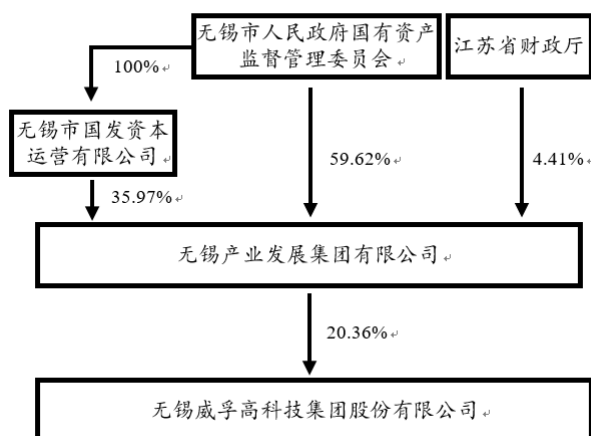 无锡市人民政府国有资产
监督管理委员会
江苏省财政厅
100%
无锡市国发资本
运营有限公司
59.62%
4.41%
35.97%
无锡产业发展集团有限公司
20.36%
无锡威孚高科技集团股份有限公司